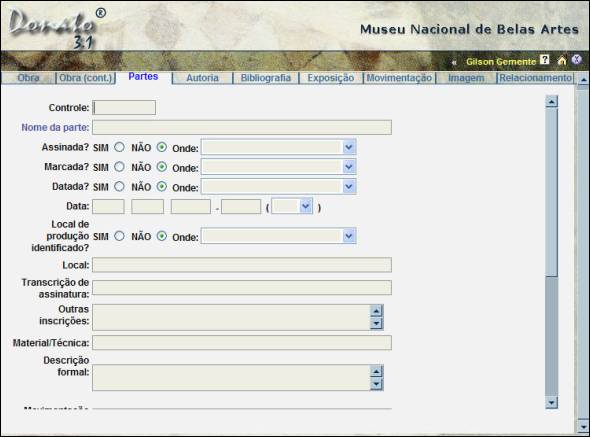 Donato ®
3.1
Museu Nacional de Belas Artes
« Gilson Gemente ?
Obra Obra (cont.) Partes Autoria Bibliografia Exposição Movimentação Imagem Relacionamento
Controle:
Nome da parte:
Assinada? SIM NÃO Onde:
Marcada? SIM NÃO Onde:
Datada? SIM NÃO Onde:
Data: - ( )
Local de
produção
identificado? SIM NÃO Onde:
Local:
Transcrição de
assinatura:
Outras
inscrições:
Material/Técnica:
Descrição
formal: